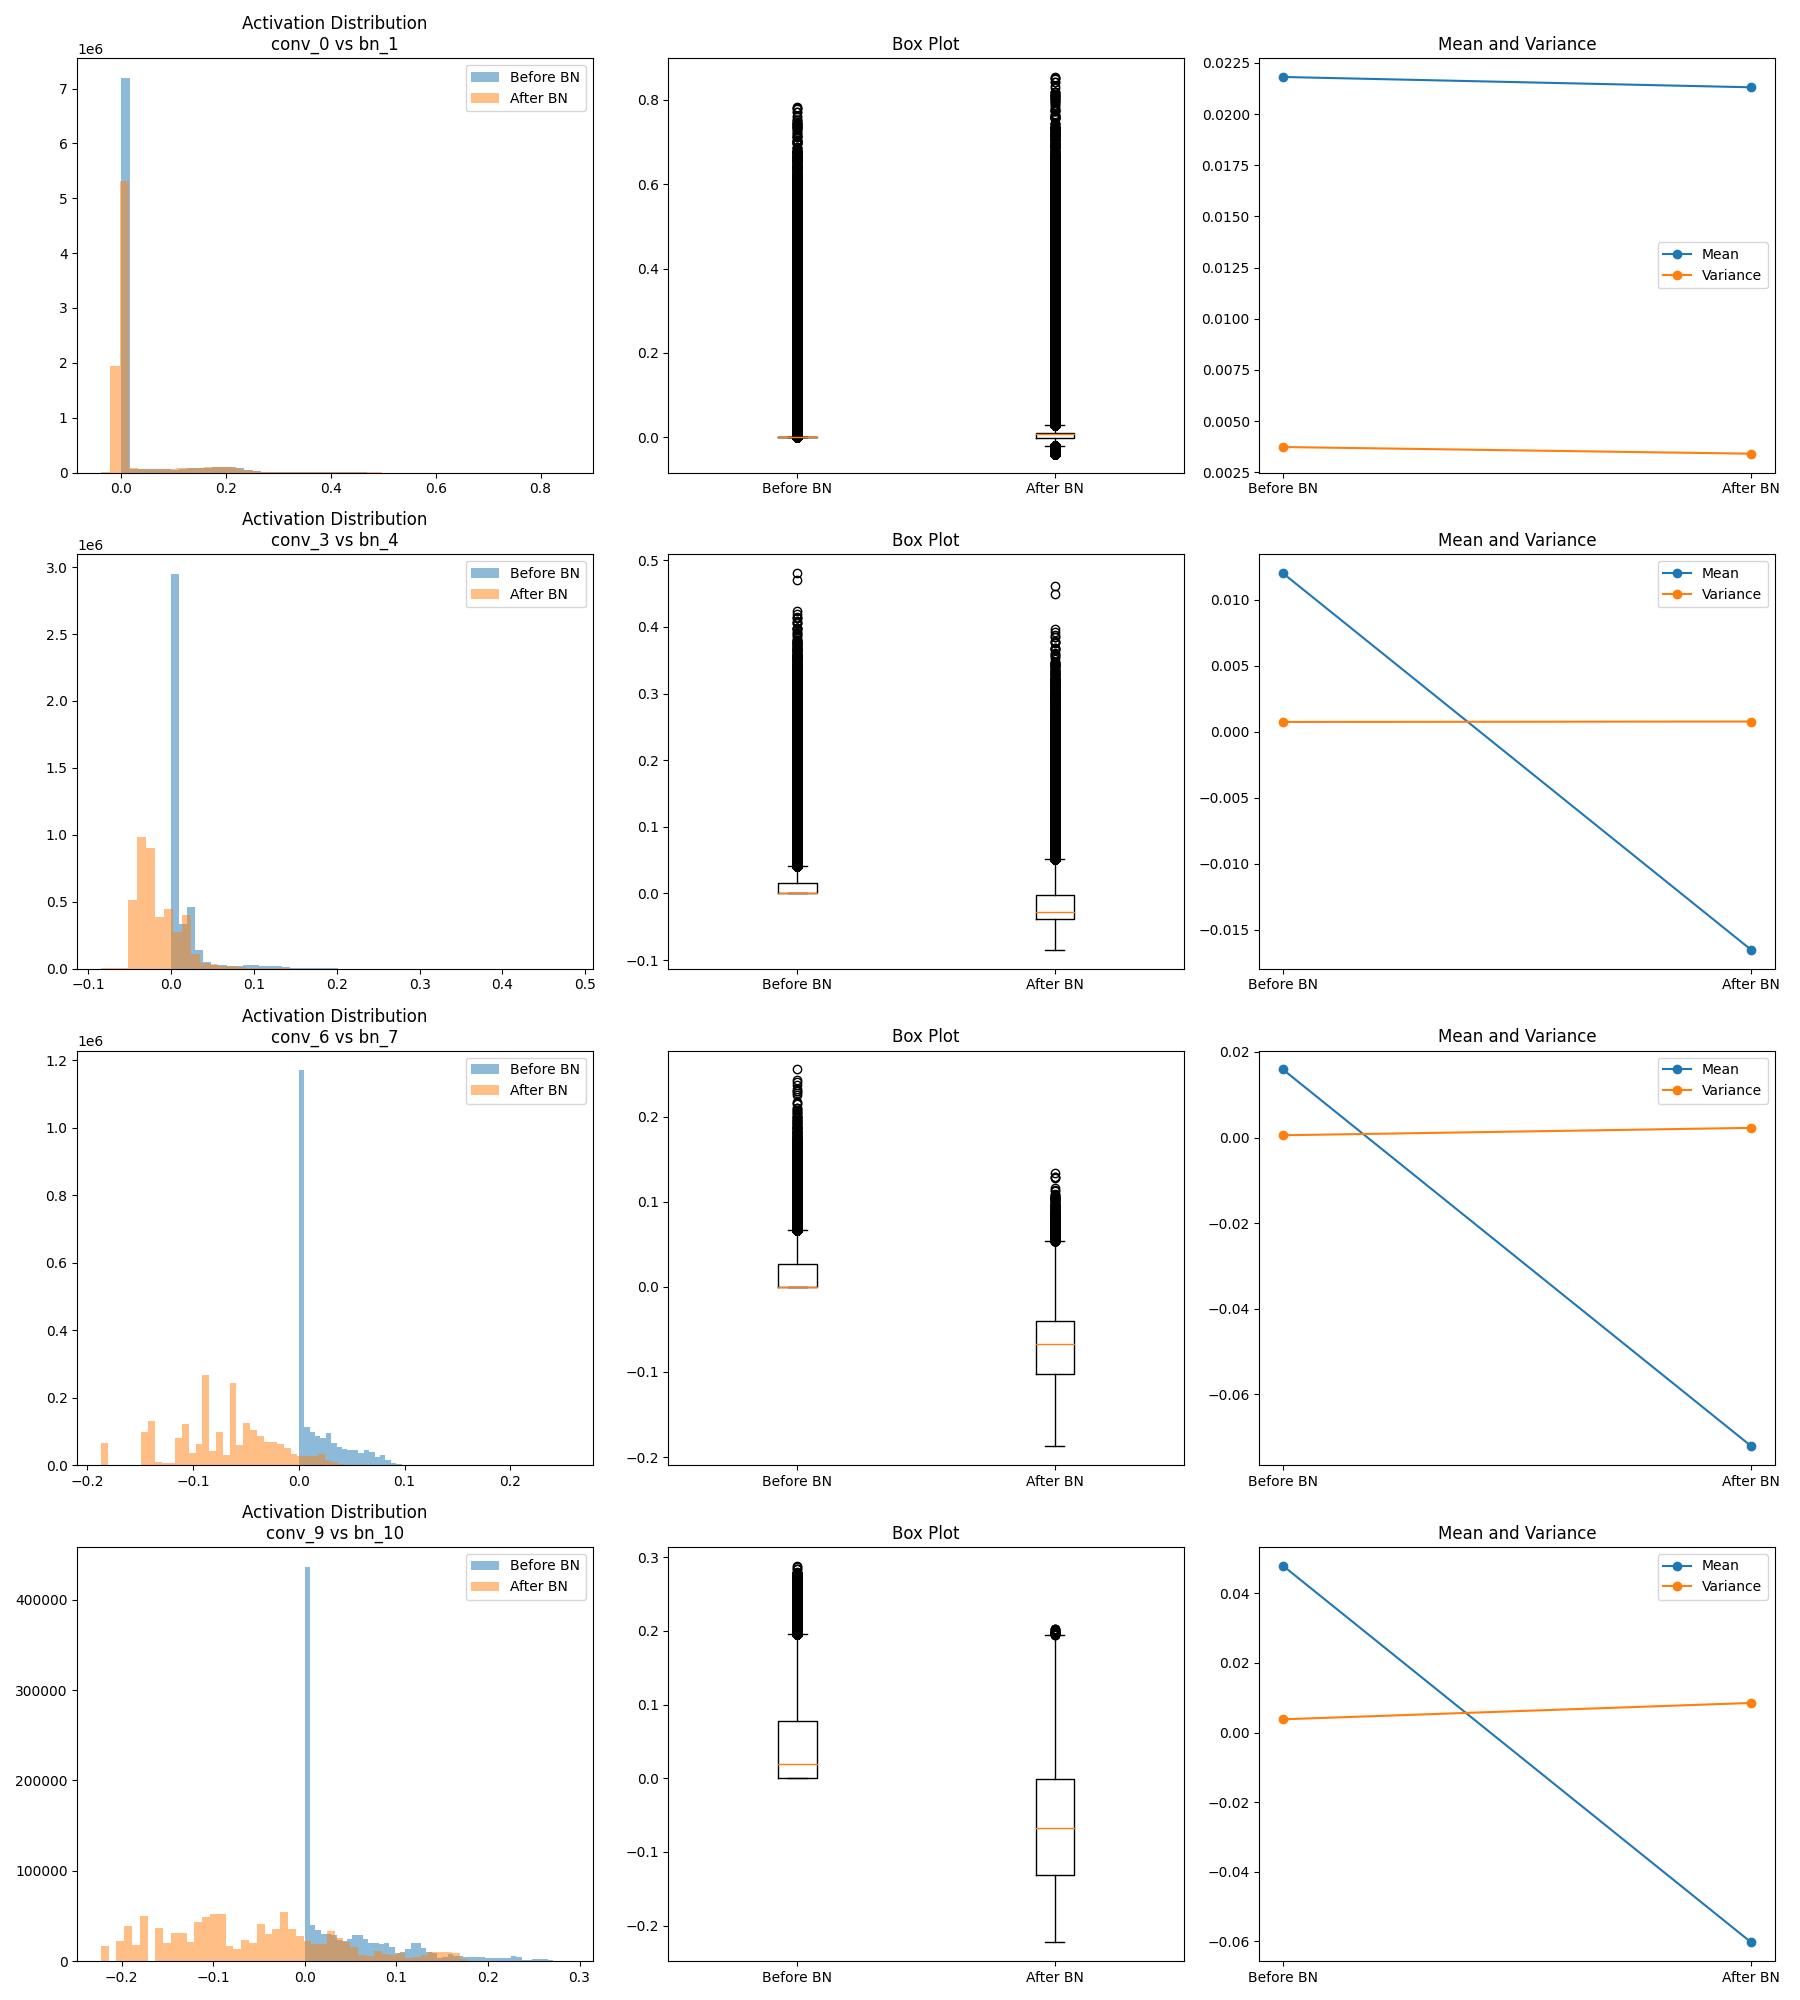 Activation Distribution
conv_0 vs bn_1
Box Plot
Mean and Variance
1e6
Before BN
After BN
7
6
5
4
3
2
1
0
0.0 0.2 0.4 0.6 0.8
0.8
0.6
0.4
0.2
0.0
Before BN After BN
0.0225
0.0200
0.0175
0.0150
0.0125
0.0100
0.0075
0.0050
0.0025
Mean
Variance
Before BN After BN
Activation Distribution
conv_3 vs bn_4
Box Plot
Mean and Variance
1e6
Before BN
After BN
3.0
2.5
2.0
1.5
1.0
0.5
0.0
−0.1 0.0 0.1 0.2 0.3 0.4 0.5
0.5
0.4
0.3
0.2
0.1
0.0
−0.1
Before BN After BN
Mean
Variance
0.010
0.005
0.000
−0.005
−0.010
−0.015
Before BN After BN
Activation Distribution
conv_6 vs bn_7
Box Plot
Mean and Variance
1e6
Before BN
After BN
1.2
1.0
0.8
0.6
0.4
0.2
0.0
−0.2 −0.1 0.0 0.1 0.2
0.2
0.1
0.0
−0.1
−0.2
Before BN After BN
Mean
Variance
0.02
0.00
−0.02
−0.04
−0.06
Before BN After BN
Activation Distribution
conv_9 vs bn_10
Box Plot
Mean and Variance
Before BN
After BN
400000
300000
200000
100000
0
−0.2 −0.1 0.0 0.1 0.2 0.3
0.3
0.2
0.1
0.0
−0.1
−0.2
Before BN After BN
Mean
Variance
0.04
0.02
0.00
−0.02
−0.04
−0.06
Before BN After BN